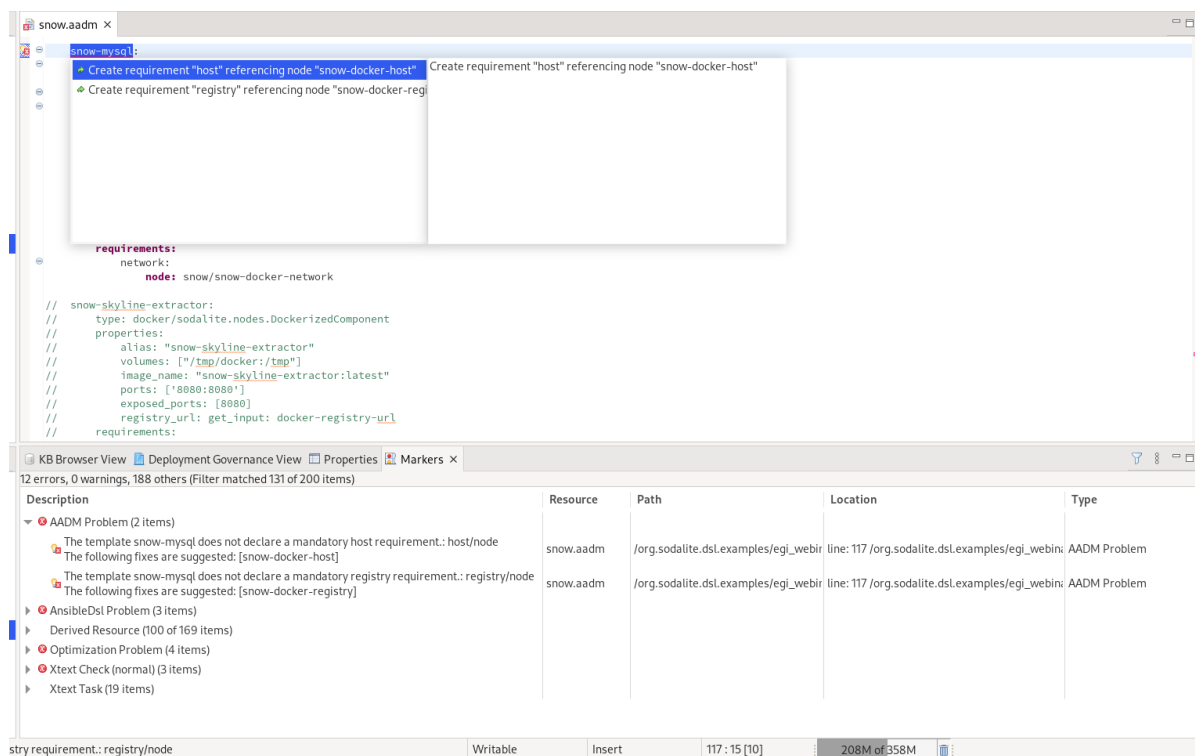 snow.aadm ×
snow-mysql:
Create requirement "host" referencing node "snow-docker-host"
Create requirement "host" referencing node "snow-docker-host"
Create requirement "registry" referencing node "snow-docker-regi
requirements:
network:
node: snow/snow-docker-network
// snow-skyline-extractor:
// type: docker/sodalite.nodes.DockerizedComponent
// properties:
// alias: "snow-skyline-extractor"
// volumes: ["/tmp/docker:/tmp"]
// image_name: "snow-skyline-extractor:latest"
// ports: ['8080:8080']
// exposed_ports: [8080]
// registry_url: get_input: docker-registry-url
// requirements:
KB Browser View Deployment Governance View Properties Markers ×
12 errors, 0 warnings, 188 others (Filter matched 131 of 200 items)
Description Resource Path Location Type
AADM Problem (2 items)
The template snow-mysql does not declare a mandatory host requirement.: host/node
The following fixes are suggested: [snow-docker-host]
snow.aadm /org.sodalite.dsl.examples/egi_webir line: 117 /org.sodalite.dsl.examples/egi_webina AADM Problem
The template snow-mysql does not declare a mandatory registry requirement.: registry/node
The following fixes are suggested: [snow-docker-registry]
snow.aadm /org.sodalite.dsl.examples/egi_webir line: 117 /org.sodalite.dsl.examples/egi_webina AADM Problem
AnsibleDsl Problem (3 items)
Derived Resource (100 of 169 items)
Optimization Problem (4 items)
Xtext Check (normal) (3 items)
Xtext Task (19 items)
stry requirement.: registry/node Writable Insert 117 : 15 [10] 208M of 358M